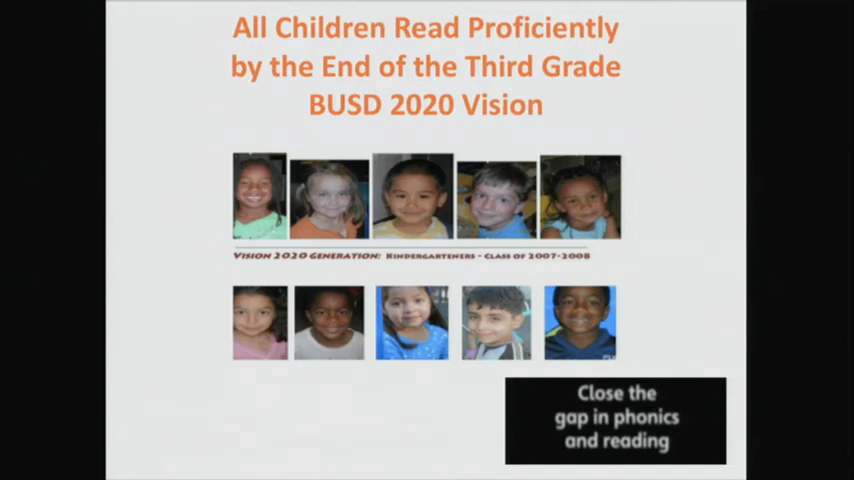 All Children Read Proficiently
by the End of the Third Grade
BUSD 2020 Vision
Vision 2020 Generation: Kindergarteners - Class of 2007-2008
Close the
gap in phonics
and reading